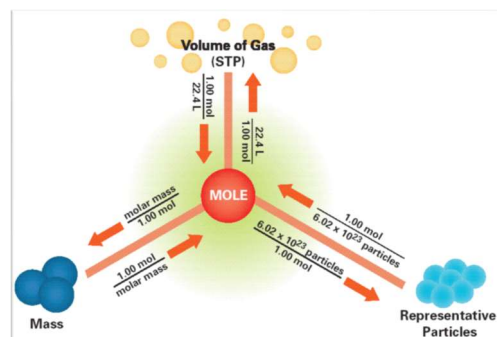 Volume of Gas
(STP)
1.00 mol
22.4 L
22.4 L
1.00 mol
MOLE
molar mass
1.00 mol
1.00 mol
molar mass
1.00 mol
6.02 x 10²³ particles
6.02 x 10²³ particles
1.00 mol
Mass
Representative
Particles